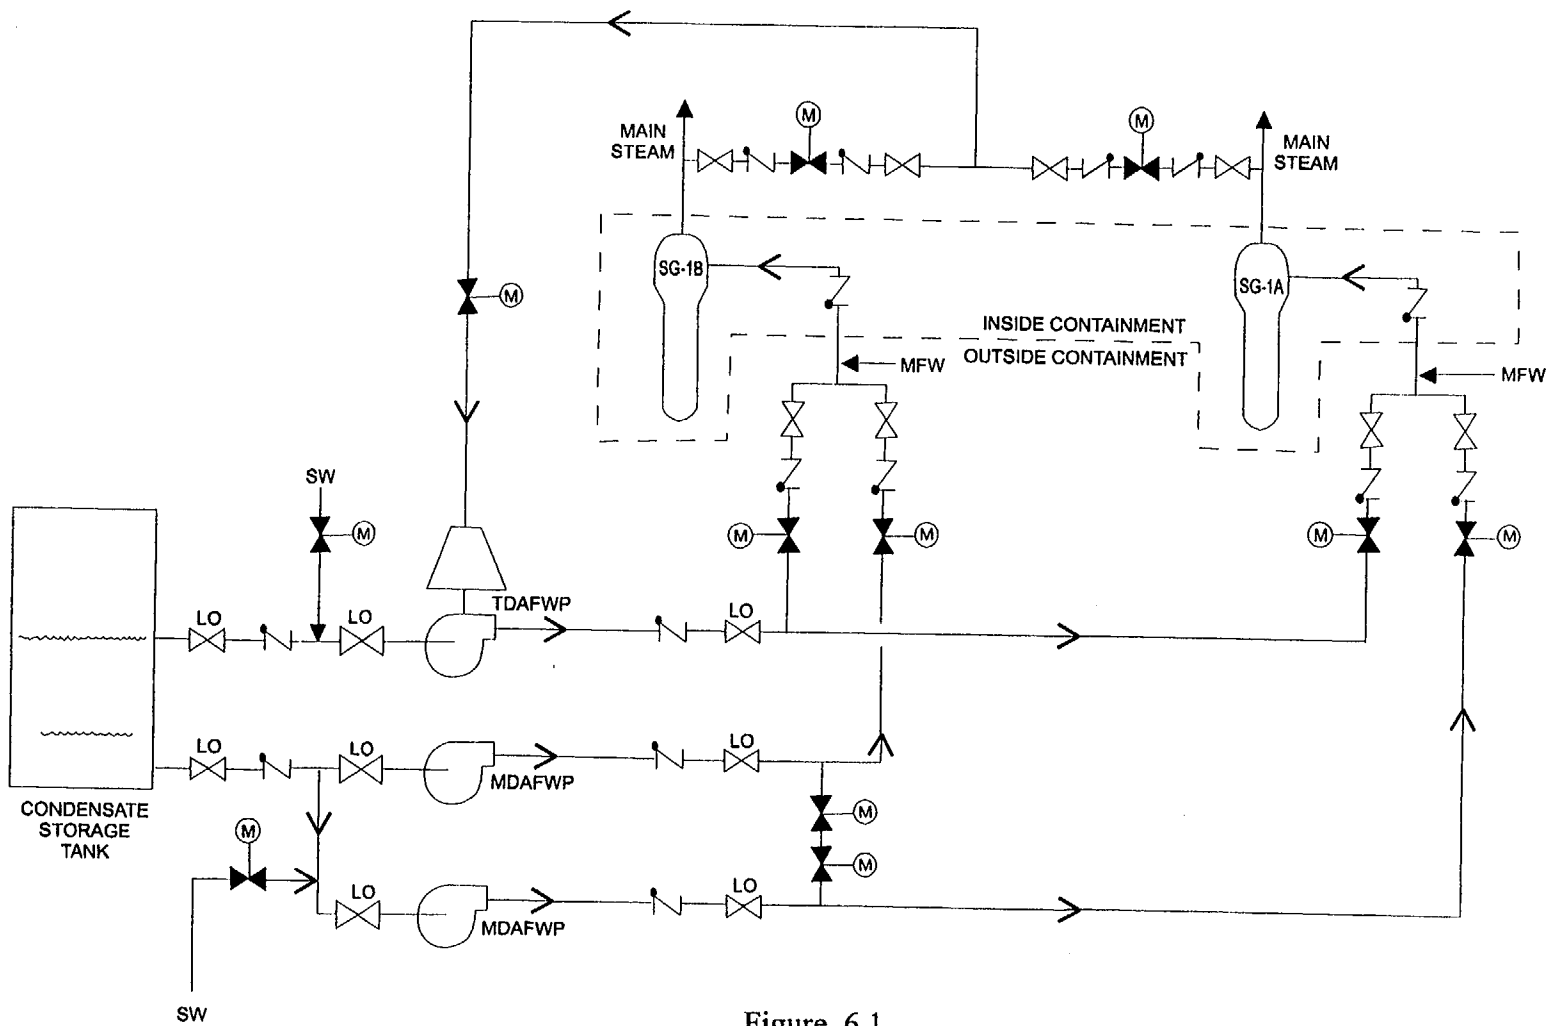 M
M
MAIN
STEAM
MAIN
STEAM
SG-1B
SG-1A
M
INSIDE CONTAINMENT
OUTSIDE CONTAINMENT
MFW
MFW
SW
M
M
M
M
M
LO
LO
TDAFWP
LO
LO
LO
MDAFWP
LO
CONDENSATE
STORAGE
TANK
M
M
M
LO
MDAFWP
LO
SW
Figure 6.1